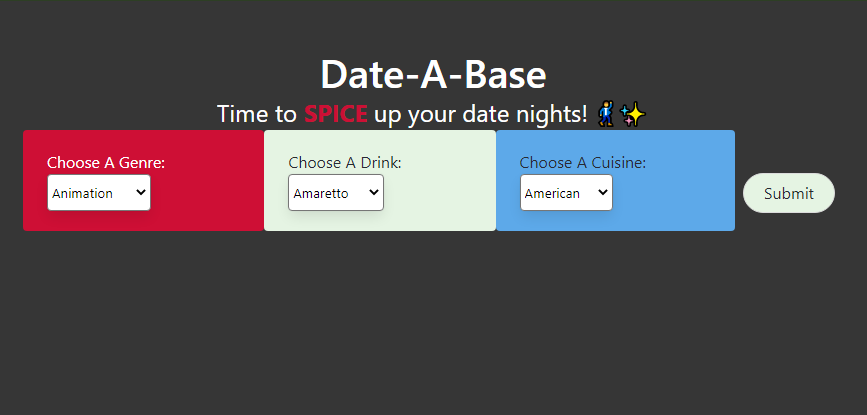 Date-A-Base
Time to SPICE up your date nights! 🕺✨
Choose A Genre: Choose A Drink: Choose A Cuisine:
Animation Amaretto American Submit